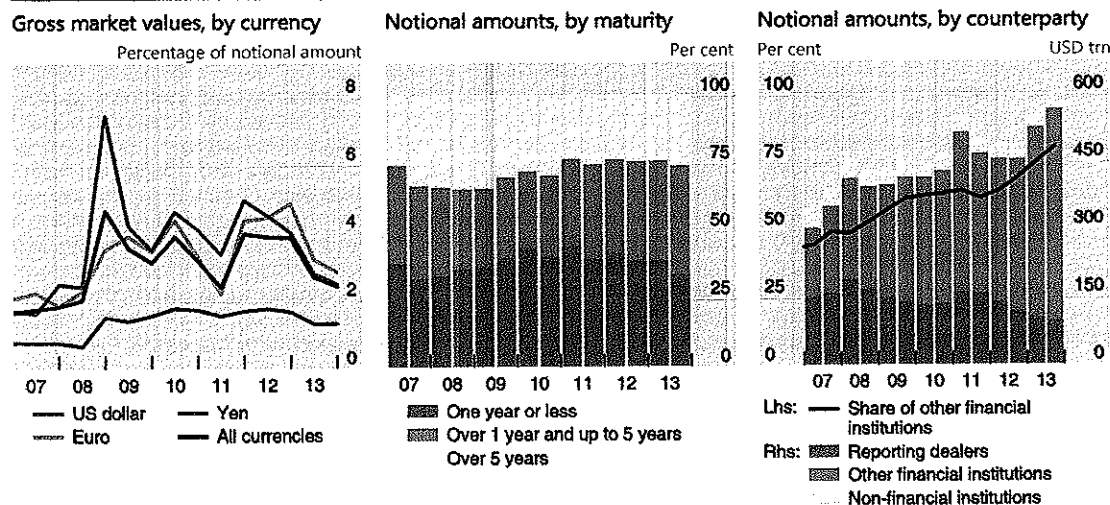 Gross market values, by currency
Percentage of notional amount
8
6
4
2
0
07 08 09 10 11 12 13
US dollar
Yen
Euro
All currencies
Notional amounts, by maturity
Per cent
100
75
50
25
0
07 08 09 10 11 12 13
One year or less
Over 1 year and up to 5 years
Over 5 years
Notional amounts, by counterparty
Per cent USD trn
100 600
75 450
50 300
25 150
0 0
07 08 09 10 11 12 13
Lhs: Share of other financial
institutions
Rhs: Reporting dealers
Other financial institutions
Non-financial institutions